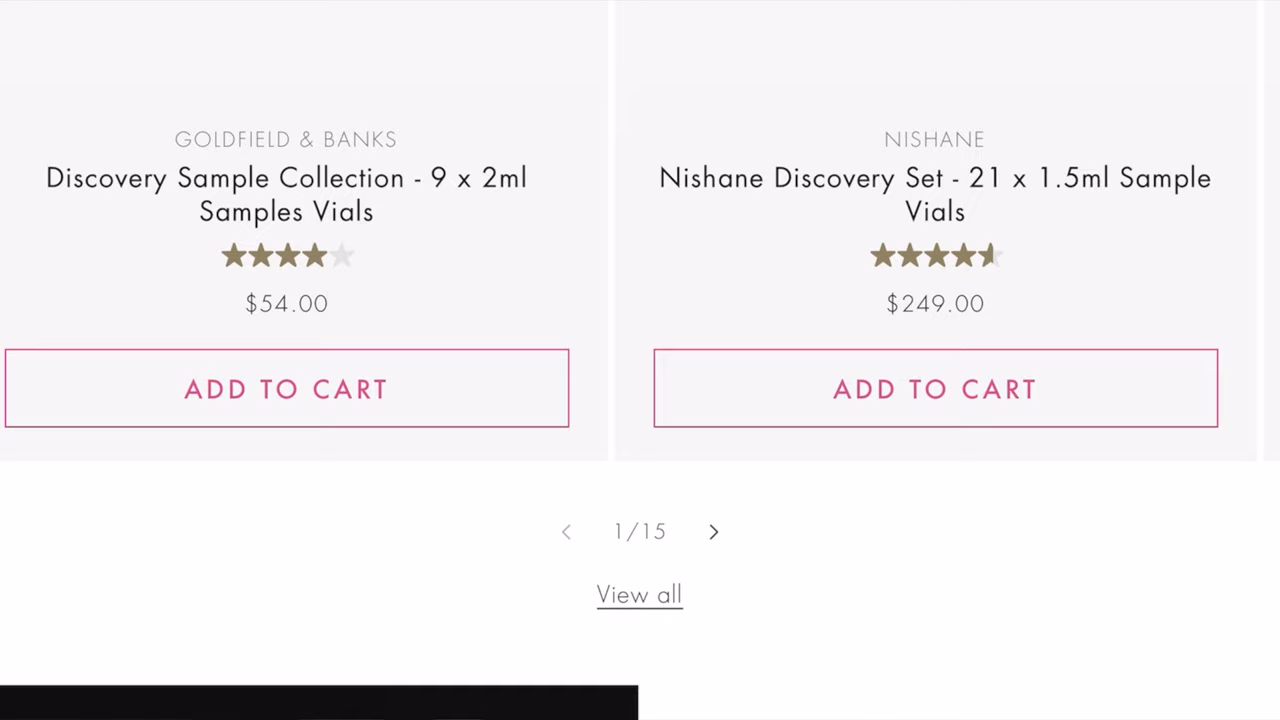 GOLDFIELD & BANKS
Discovery Sample Collection - 9 x 2ml
Samples Vials
$54.00
ADD TO CART
NISHANE
Nishane Discovery Set - 21 x 1.5ml Sample
Vials
$249.00
ADD TO CART
1/15
View all